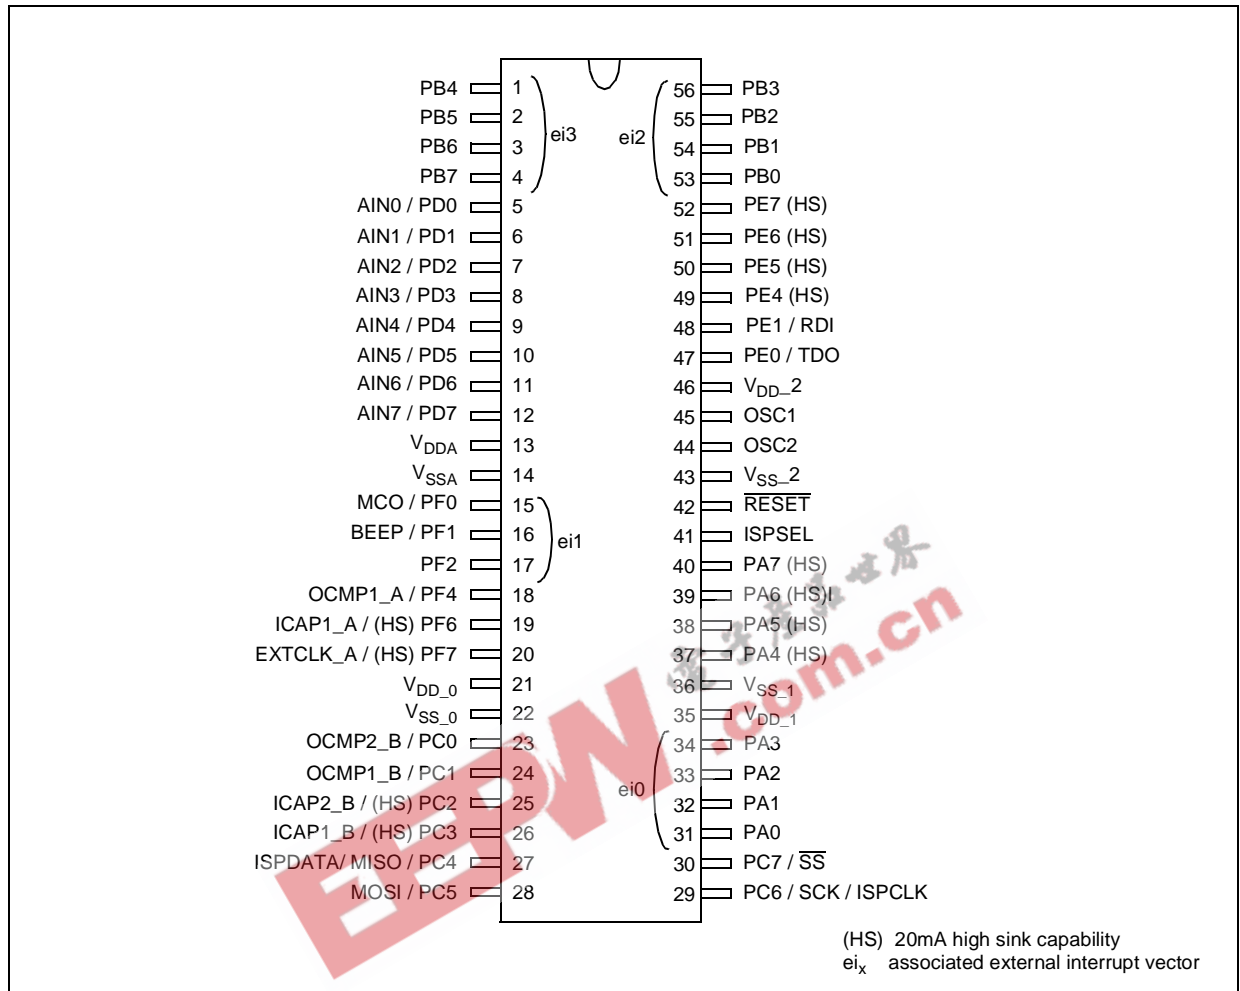 PB4 1
PB5 2
PB6 3
PB7 4
ei3
AIN0 / PD0 5
AIN1 / PD1 6
AIN2 / PD2 7
AIN3 / PD3 8
AIN4 / PD4 9
AIN5 / PD5 10
AIN6 / PD6 11
AIN7 / PD7 12
VDDA 13
VSSA 14
MCO / PF0 15
BEEP / PF1 16
PF2 17
ei1
OCMP1_A / PF4 18
ICAP1_A / (HS) PF6 19
EXTCLK_A / (HS) PF7 20
VDD_0 21
VSS_0 22
OCMP2_B / PC0 23
OCMP1_B / PC1 24
ICAP2_B / (HS) PC2 25
ICAP1_B / (HS) PC3 26
ISPDATA/ MISO / PC4 27
MOSI / PC5 28
56 PB3
55 PB2
54 PB1
53 PB0
ei2
52 PE7 (HS)
51 PE6 (HS)
50 PE5 (HS)
49 PE4 (HS)
48 PE1 / RDI
47 PE0 / TDO
46 VDD_2
45 OSC1
44 OSC2
43 VSS_2
42 RESET
41 ISPSEL
40 PA7 (HS)
39 PA6 (HS)I
38 PA5 (HS)
37 PA4 (HS)
36 VSS_1
35 VDD_1
34 PA3
33 PA2
32 PA1
31 PA0
ei0
30 PC7 / SS
29 PC6 / SCK / ISPCLK
(HS) 20mA high sink capability
eix associated external interrupt vector
EEPW
電子產品世界
.com.cn